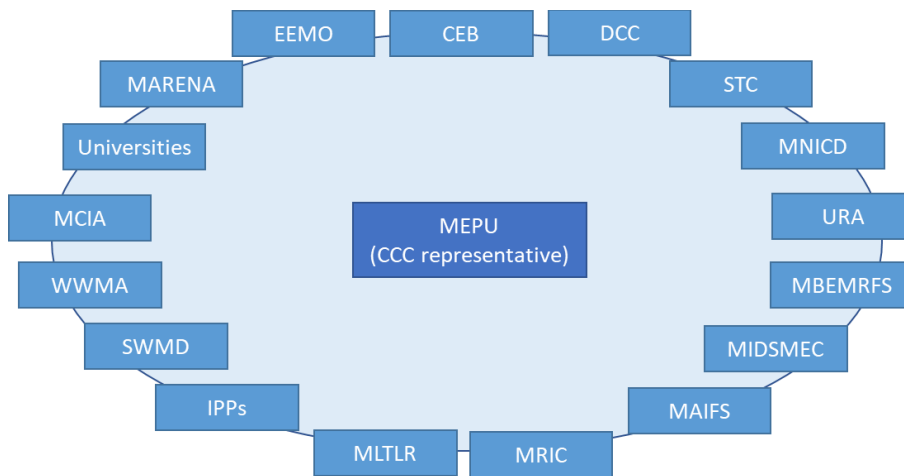 EEMO
CEB
DCC
MARENA
STC
Universities
MNICD
MCIA
URA
MEPU
(CCC representative)
WWMA
MBEMRFS
SWMD
MIDSMEC
IPPs
MAIFS
MLTLR
MRIC